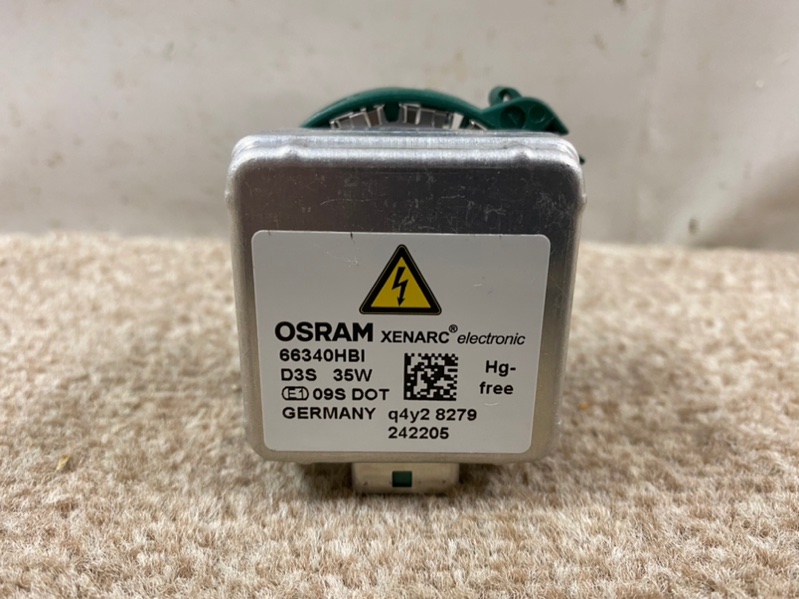 OSRAM XENARC® electronic
66340HBI
D3S 35W
Hg-
free
E1 09S DOT
GERMANY q4y2 8279
242205